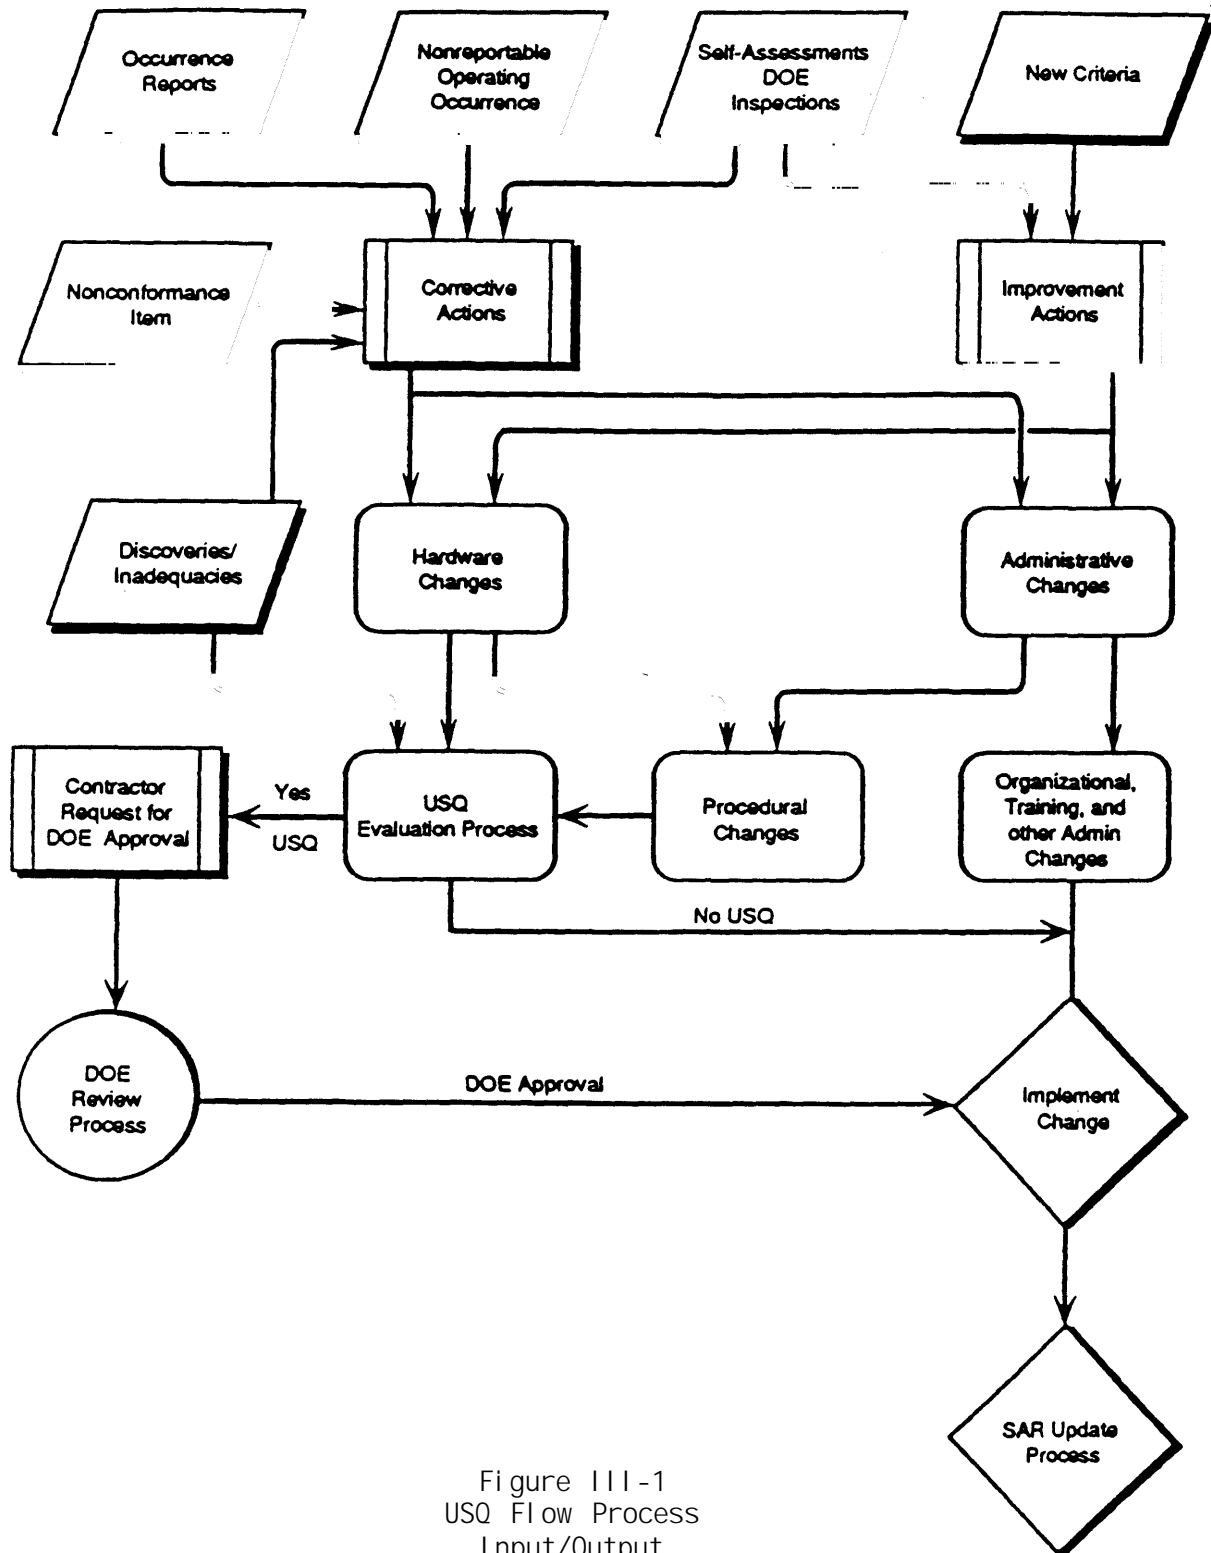 Occurrence
Reports
Nonreportable
Operating
Occurrence
Self-Assessments
DOE
Inspections
New Criteria
Nonconformance
Item
Corrective
Actions
Improvement
Actions
Discoveries/
Inadequacies
Hardware
Changes
Administrative
Changes
Contractor
Request for
DOE Approval
Yes
USQ
USQ
Evaluation Process
Procedural
Changes
Organizational,
Training, and
other Admin
Changes
No USQ
DOE
Review
Process
DOE Approval
Implement
Change
SAR Update
Process
Figure III-1
USQ Flow Process
Input/Output